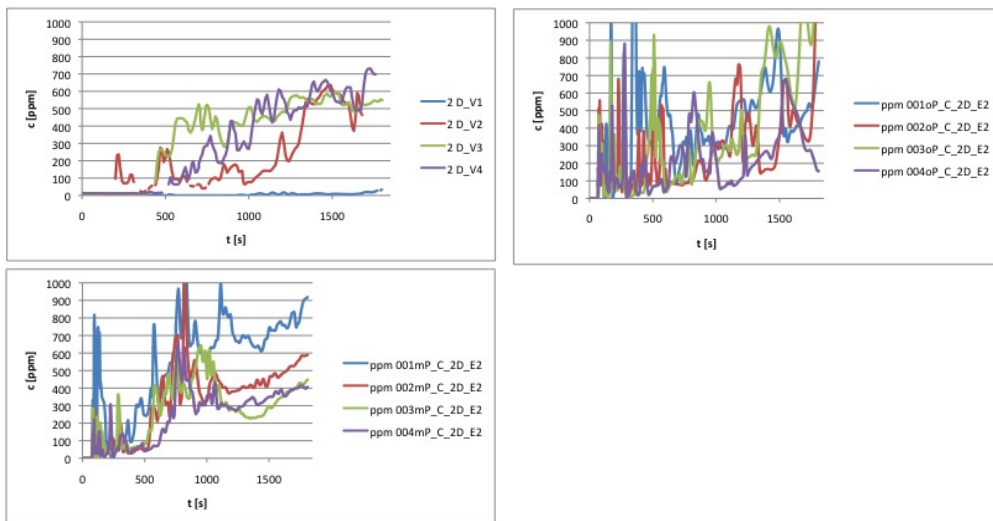 c [ppm]
1000
900
800
700
600
500
400
300
200
100
0
0 500 1000 1500
t [s]
2 D_V1
2 D_V2
2 D_V3
2 D_V4
c [ppm]
1000
900
800
700
600
500
400
300
200
100
0
0 500 1000 1500
t [s]
ppm 001oP_C_2D_E2
ppm 002oP_C_2D_E2
ppm 003oP_C_2D_E2
ppm 004oP_C_2D_E2
c [ppm]
1000
900
800
700
600
500
400
300
200
100
0
0 500 1000 1500
t [s]
ppm 001mP_C_2D_E2
ppm 002mP_C_2D_E2
ppm 003mP_C_2D_E2
ppm 004mP_C_2D_E2